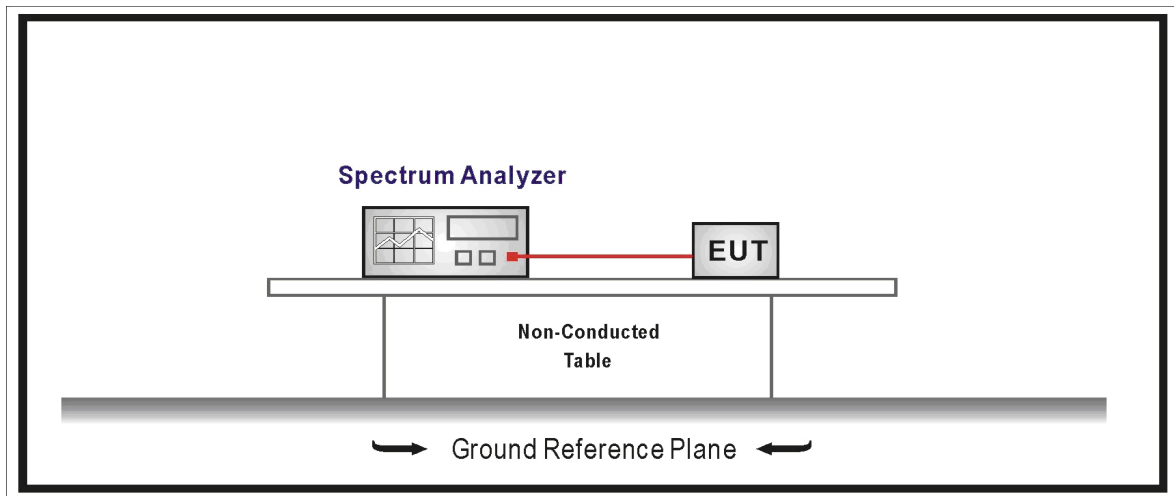 Spectrum Analyzer
EUT
Non-Conducted
Table
Ground Reference Plane